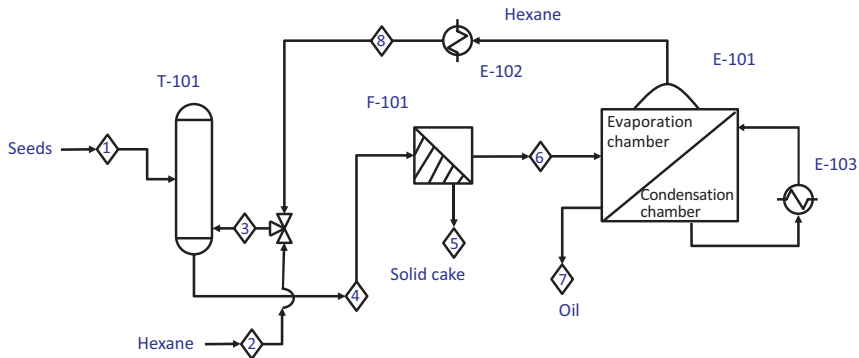 Hexane
8
E-102
E-101
T-101
F-101
Evaporation
chamber
Seeds
1
6
E-103
Condensation
chamber
3
5
Solid cake
4
7
Oil
Hexane
2